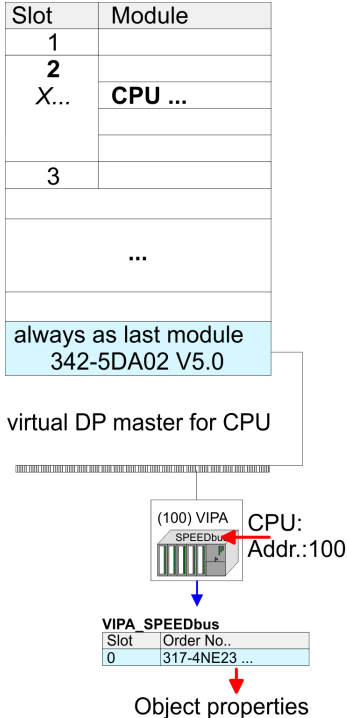 Slot Module
1
2
X... CPU ...
3
...
always as last module
342-5DA02 V5.0
virtual DP master for CPU
(100) VIPA
SPEEDbu
CPU:
Addr.:100
VIPA_SPEEDbus
Slot Order No..
0 317-4NE23 ...
Object properties